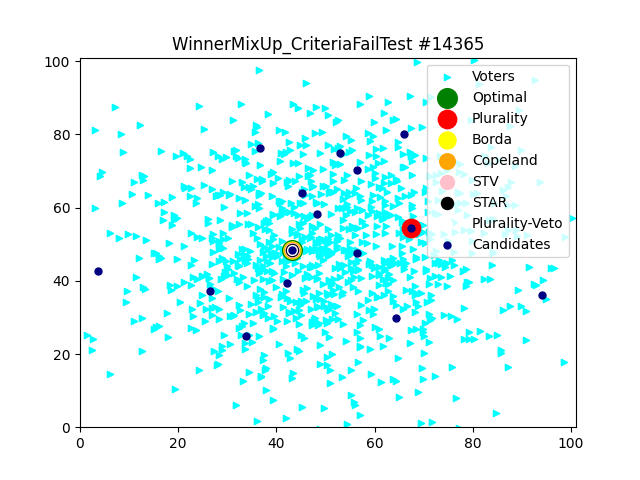 WinnerMixUp_CriteriaFailTest #14365
100
80
60
40
20
0
0
20
40
60
80
100
Voters
Optimal
Plurality
Borda
Copeland
STV
STAR
Plurality-Veto
Candidates